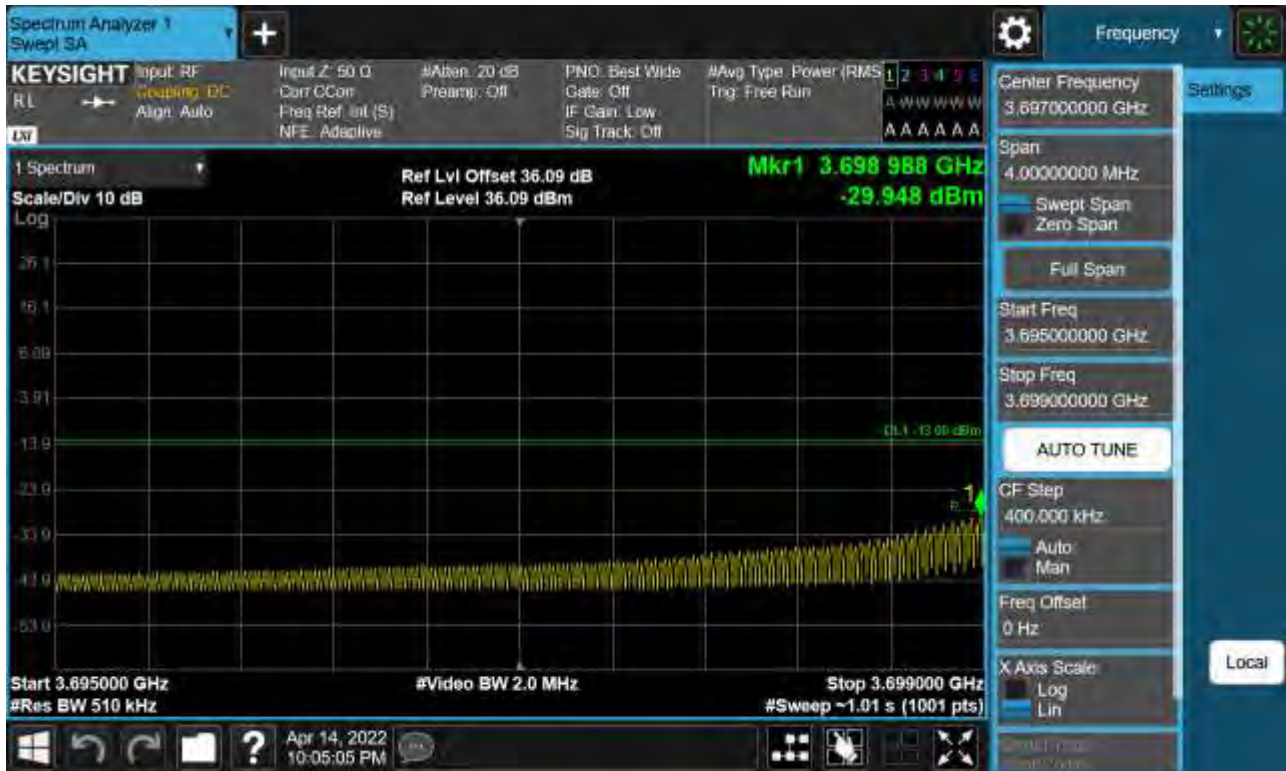 Spectrum Analyzer 1
Swept SA
Frequency
KEYSIGHT
RL
EXT
Input: RF
Coupling: DC
Align: Auto
Input Z: 50 Ω
Corr CCorr
Freq Ref: Int (S)
NFE: Adaptive
#Atten: 20 dB
Preamp: Off
PNO: Best Wide
Gate: Off
IF Gain: Low
Sig Track: Off
#Avg Type: Power (RMS
Trig: Free Run
1 2 3 4 5 6
A W W W W W
A A A A A A
1 Spectrum
Scale/Div 10 dB
Log
Ref Lvl Offset 36.09 dB
Ref Level 36.09 dBm
Mkr1 3.698 988 GHz
-29.948 dBm
26.1
16.1
6.09
-3.91
-13.9
-23.9
-33.9
-43.9
-53.9
DL1 -13.00 dBm
1
Start 3.695000 GHz
#Res BW 510 kHz
#Video BW 2.0 MHz
Stop 3.699000 GHz
#Sweep ~1.01 s (1001 pts)
Center Frequency
3.697000000 GHz
Settings
Span
4.00000000 MHz
Swept Span
Zero Span
Full Span
Start Freq
3.695000000 GHz
Stop Freq
3.699000000 GHz
AUTO TUNE
CF Step
400.000 kHz
Auto
Man
Freq Offset
0 Hz
X Axis Scale
Log
Lin
Local
?
Apr 14, 2022
10:05:05 PM